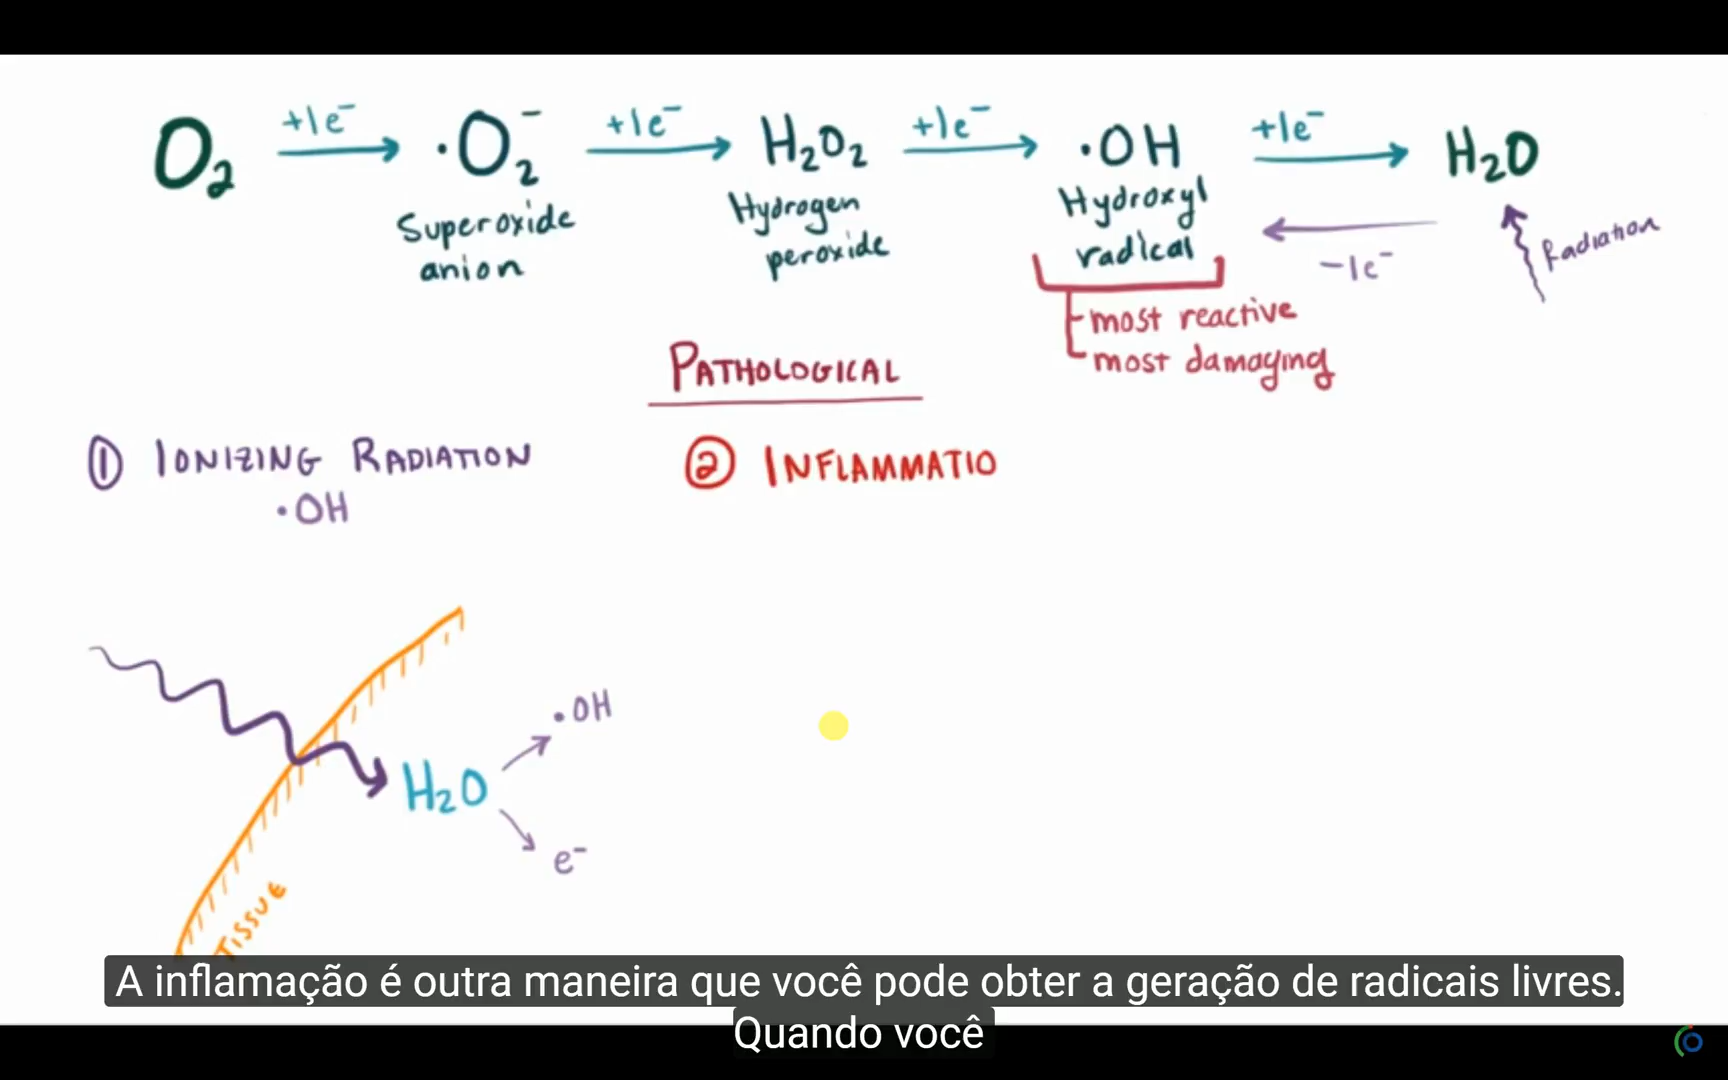 O₂ +1e⁻ ·O₂⁻ +1e⁻ H₂O₂ +1e⁻ ·OH +1e⁻ H₂O
Superoxide
anion
Hydrogen
peroxide
Hydroxyl
radical
-1e⁻
Radiation
most reactive
most damaging
PATHOLOGICAL
① IONIZING RADIATION
·OH
② INFLAMMATIO
H₂O
·OH
e⁻
TISSUE
A inflamação é outra maneira que você pode obter a geração de radicais livres.
Quando você